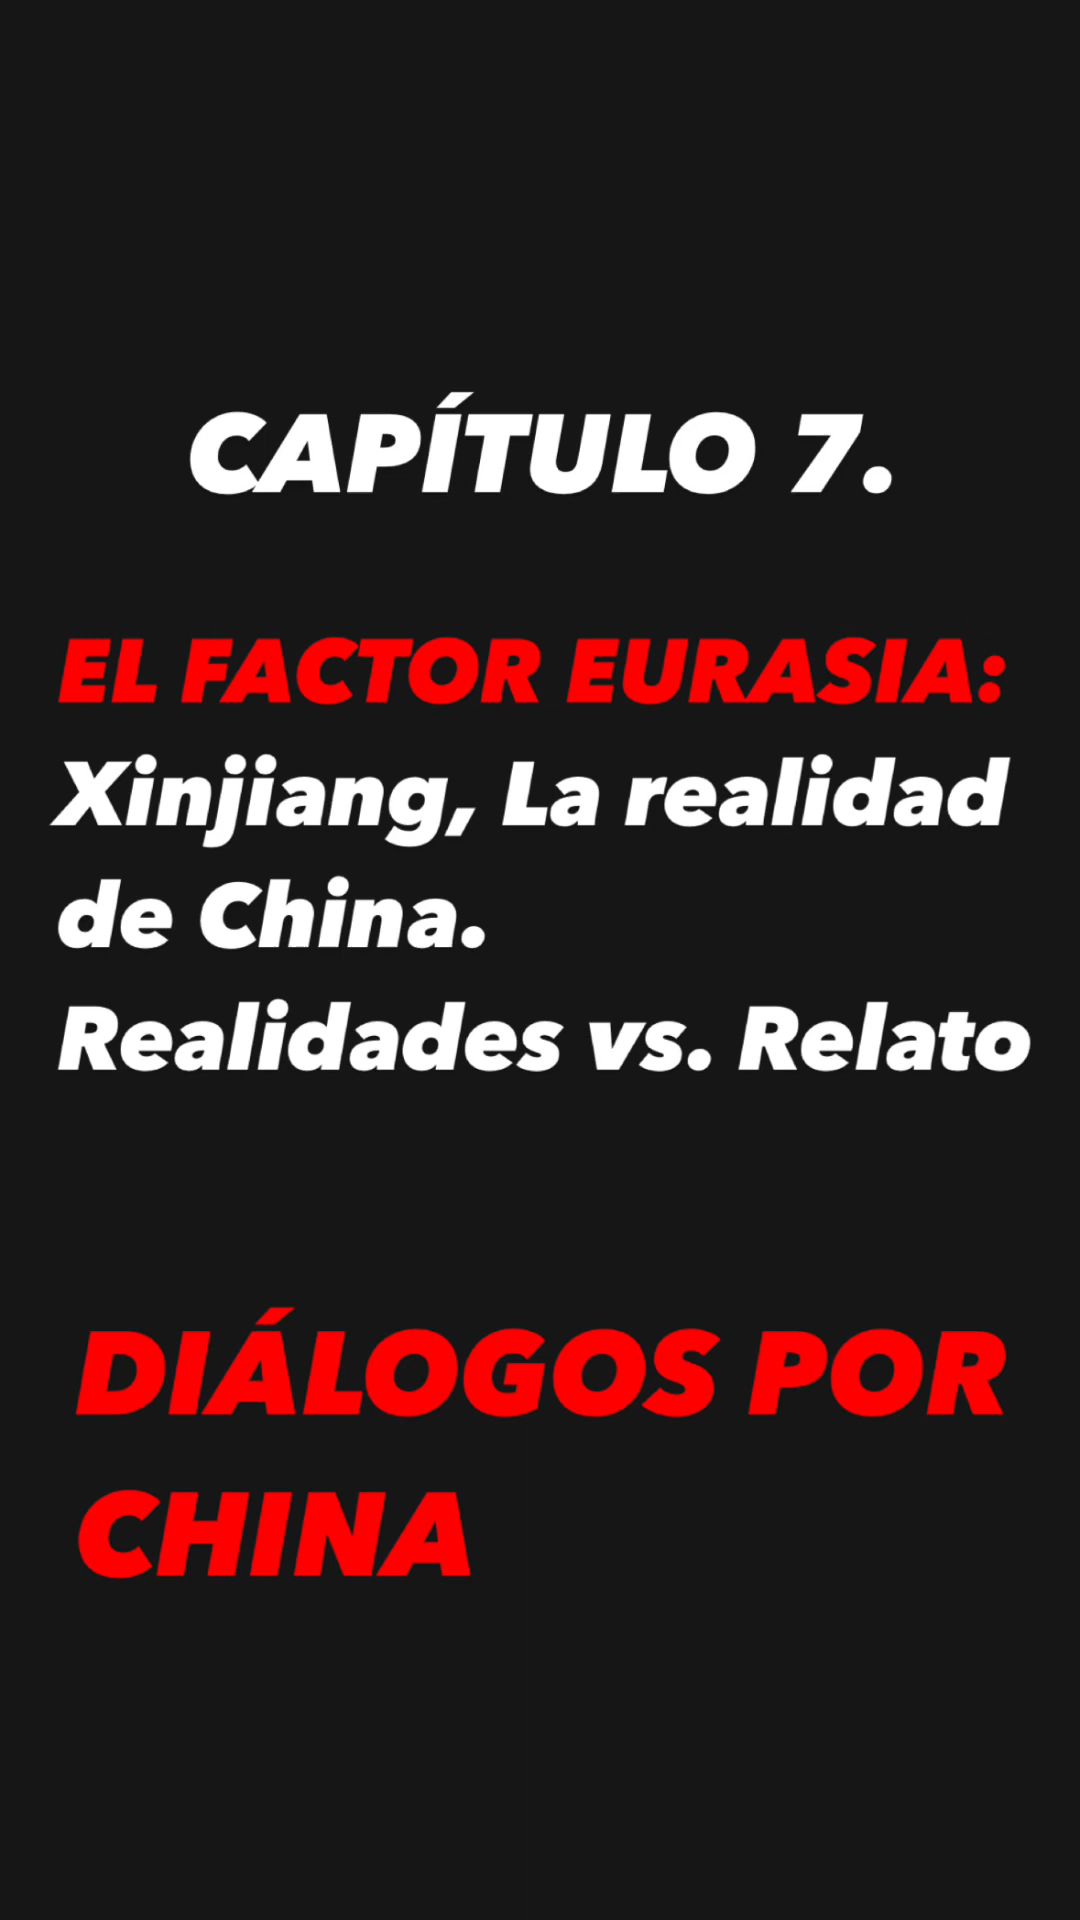 CAPÍTULO 7.
EL FACTOR EURASIA:
Xinjiang, La realidad
de China.
Realidades vs. Relato
DIÁLOGOS POR
CHINA